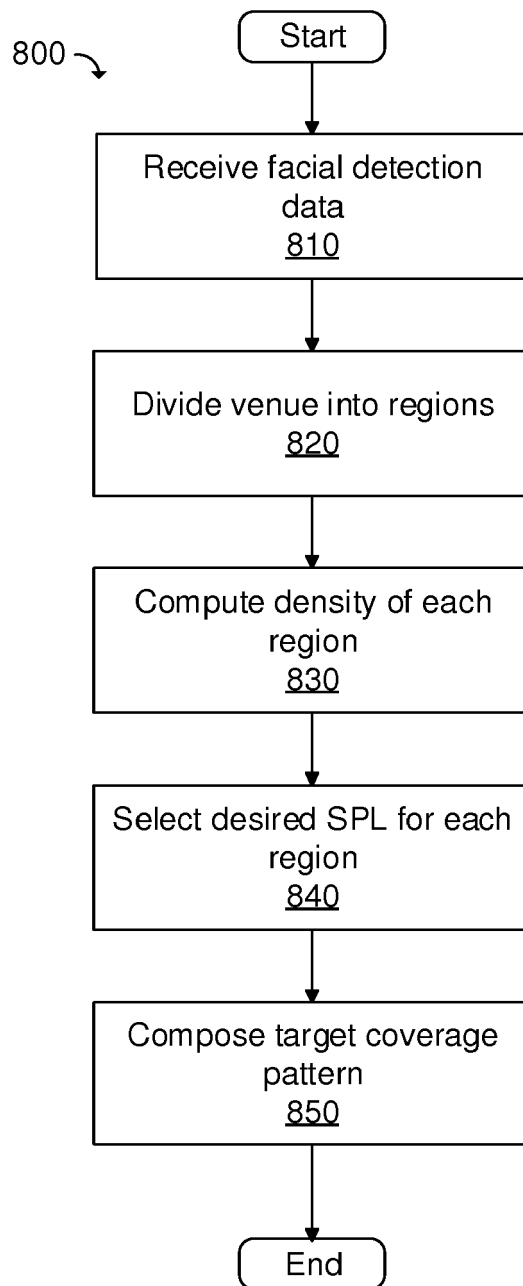 Start
800
Receive facial detection
data
810
Divide venue into regions
820
Compute density of each
region
830
Select desired SPL for each
region
840
Compose target coverage
pattern
850
End